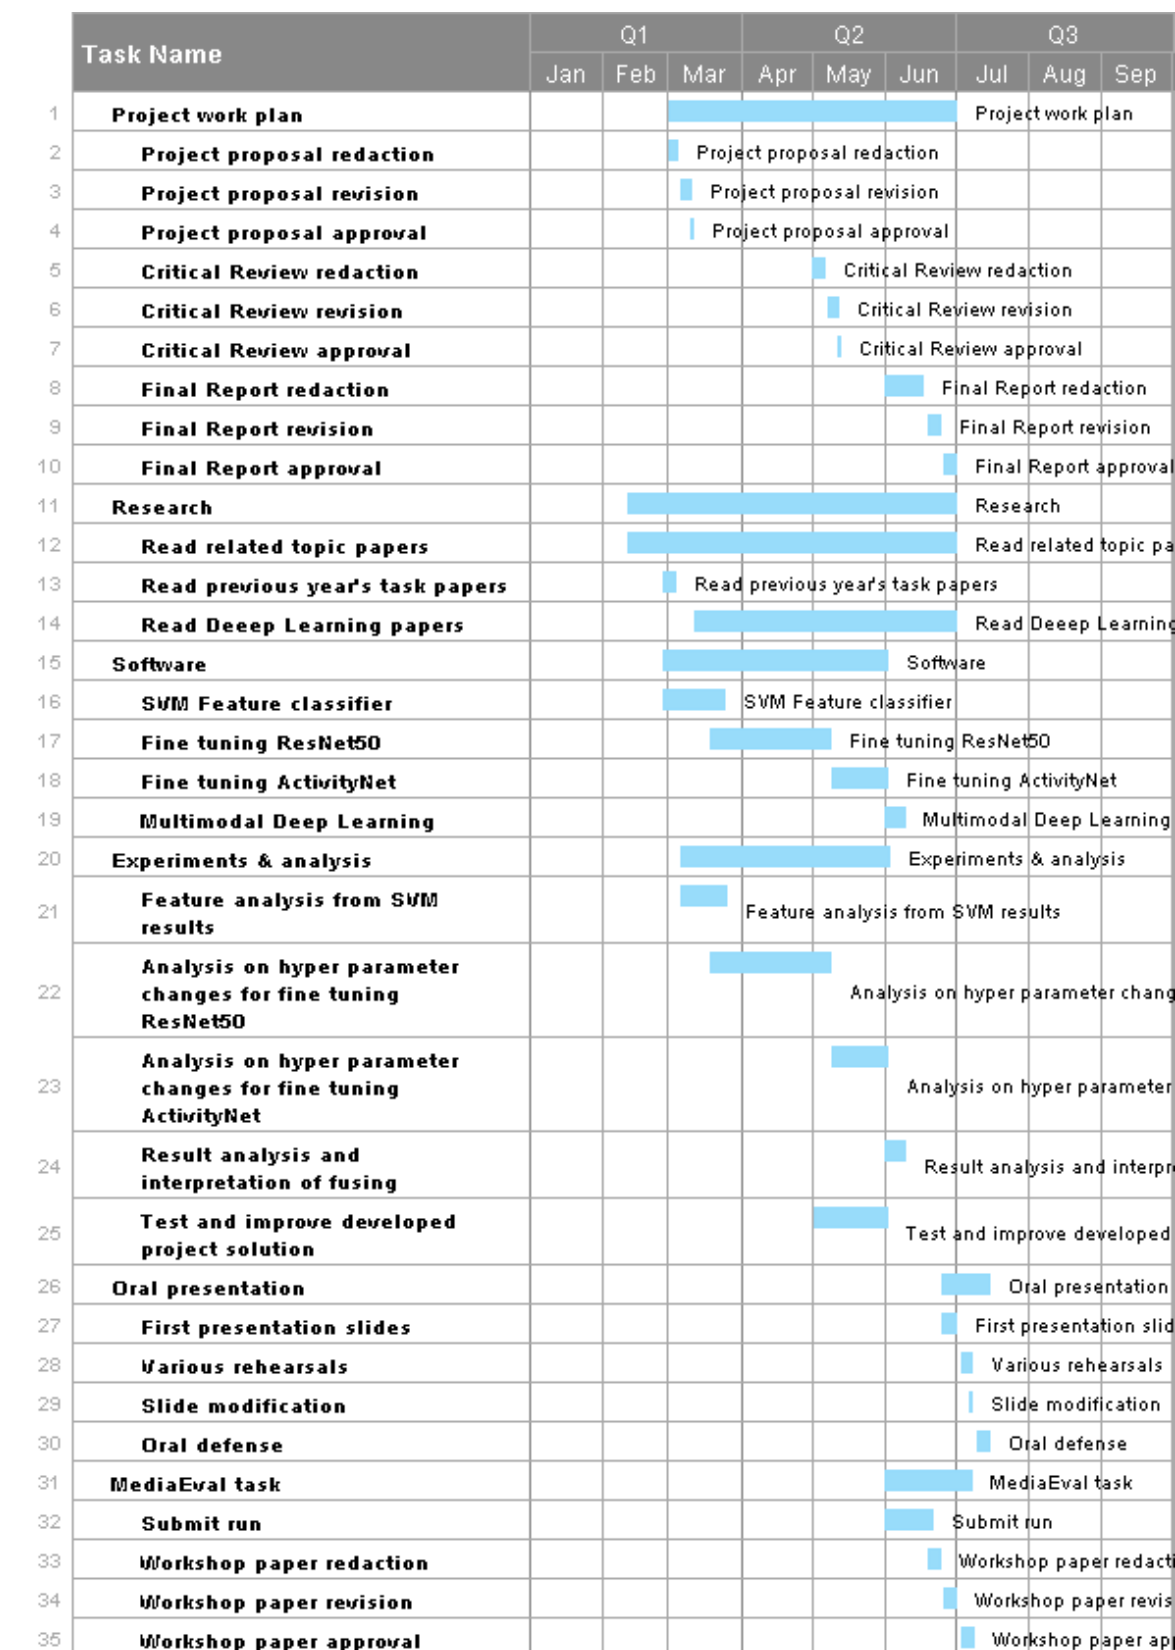 Task Name
Q1 Q2 Q3
Jan Feb Mar Apr May Jun Jul Aug Sep
1 Project work plan Project work plan
2 Project proposal redaction Project proposal redaction
3 Project proposal revision Project proposal revision
4 Project proposal approval Project proposal approval
5 Critical Review redaction Critical Review redaction
6 Critical Review revision Critical Review revision
7 Critical Review approval Critical Review approval
8 Final Report redaction Final Report redaction
9 Final Report revision Final Report revision
10 Final Report approval Final Report approval
11 Research Research
12 Read related topic papers Read related topic pa
13 Read previous year's task papers Read previous year's task papers
14 Read Deeep Learning papers Read Deeep Learning
15 Software Software
16 SVM Feature classifier SVM Feature classifier
17 Fine tuning ResNet50 Fine tuning ResNet50
18 Fine tuning ActivityNet Fine tuning ActivityNet
19 Multimodal Deep Learning Multimodal Deep Learning
20 Experiments & analysis Experiments & analysis
21 Feature analysis from SVM
results Feature analysis from SVM results
22 Analysis on hyper parameter
changes for fine tuning
ResNet50 Analysis on hyper parameter chang
23 Analysis on hyper parameter
changes for fine tuning
ActivityNet Analysis on hyper parameter
24 Result analysis and
interpretation of fusing Result analysis and interpre
25 Test and improve developed
project solution Test and improve developed
26 Oral presentation Oral presentation
27 First presentation slides First presentation slid
28 Various rehearsals Various rehearsals
29 Slide modification Slide modification
30 Oral defense Oral defense
31 MediaEval task MediaEval task
32 Submit run Submit run
33 Workshop paper redaction Workshop paper redacti
34 Workshop paper revision Workshop paper revis
35 Workshop paper approval Workshop paper app